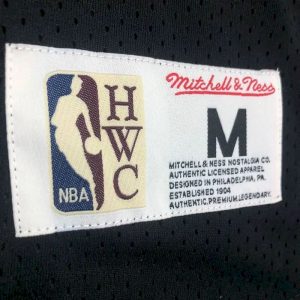 Mitchell & Ness
H
W
C
NBA
M
MITCHELL & NESS NOSTALGIA CO.
AUTHENTIC LICENSED APPAREL
DESIGNED IN PHILADELPHIA, PA.
ESTABLISHED 1904
AUTHENTIC.PREMIUM.LEGENDARY.